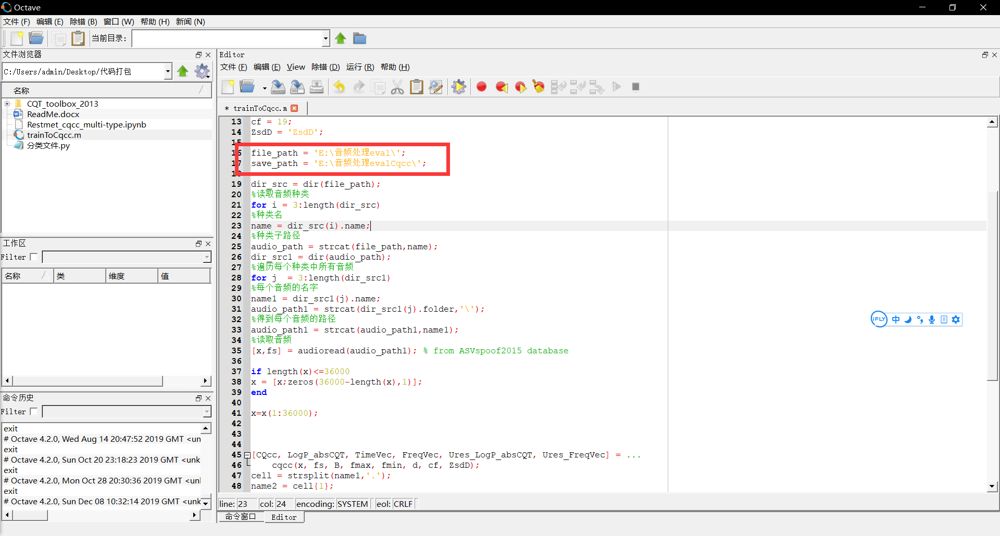 Octave
文件 (F) 编辑 (E) 除错 (B) 窗口 (W) 帮助 (H) 新闻 (N)
当前目录：
文件浏览器
C:/Users/admin/Desktop/代码打包
名称
CQT_toolbox_2013
ReadMe.docx
Restmet_cqcc_multi-type.ipynb
trainToCqcc.m
分类文件.py
工作区
Filter
名称 类 维度 值
命令历史
Filter
exit
# Octave 4.2.0, Wed Aug 14 20:47:52 2019 GMT <un
exit
# Octave 4.2.0, Sun Oct 20 23:18:23 2019 GMT <unk
exit
# Octave 4.2.0, Mon Oct 28 20:30:36 2019 GMT <unl
exit
# Octave 4.2.0, Sun Dec 08 10:32:14 2019 GMT <unk
Editor
文件 (F) 编辑 (E) View 除错 (D) 运行 (R) 帮助 (H)
* trainToCqcc.m
13 cf = 19;
14 ZsdD = 'ZsdD';
15
16 file_path = 'E:\音频处理eval\';
17 save_path = 'E:\音频处理evalCqcc\';
18
19 dir_src = dir(file_path);
20 %读取音频种类
21 for i = 3:length(dir_src)
22 %种类名
23 name = dir_src(i).name;
24 %种类子路径
25 audio_path = strcat(file_path,name);
26 dir_src1 = dir(audio_path);
27 %遍历每个种类中所有音频
28 for j  = 3:length(dir_src1)
29 %每个音频的名字
30 name1 = dir_src1(j).name;
31 audio_path1 = strcat(dir_src1(j).folder,'\');
32 %得到每个音频的路径
33 audio_path1 = strcat(audio_path1,name1);
34 %读取音频
35 [x,fs] = audioread(audio_path1); % from ASVspoof2015 database
36
37 if length(x)<=36000
38 x = [x;zeros(36000-length(x),1)];
39 end
40
41 x=x(1:36000);
42
43
44
45 [CQcc, LogP_absCQT, TimeVec, FreqVec, Ures_LogP_absCQT, Ures_FreqVec] = ...
46     cqcc(x, fs, B, fmax, fmin, d, cf, ZsdD);
47 cell = strsplit(name1,'.');
48 name2 = cell{1};
iFLY 中
line: 23 col: 24 encoding: SYSTEM eol: CRLF
命令窗口 Editor